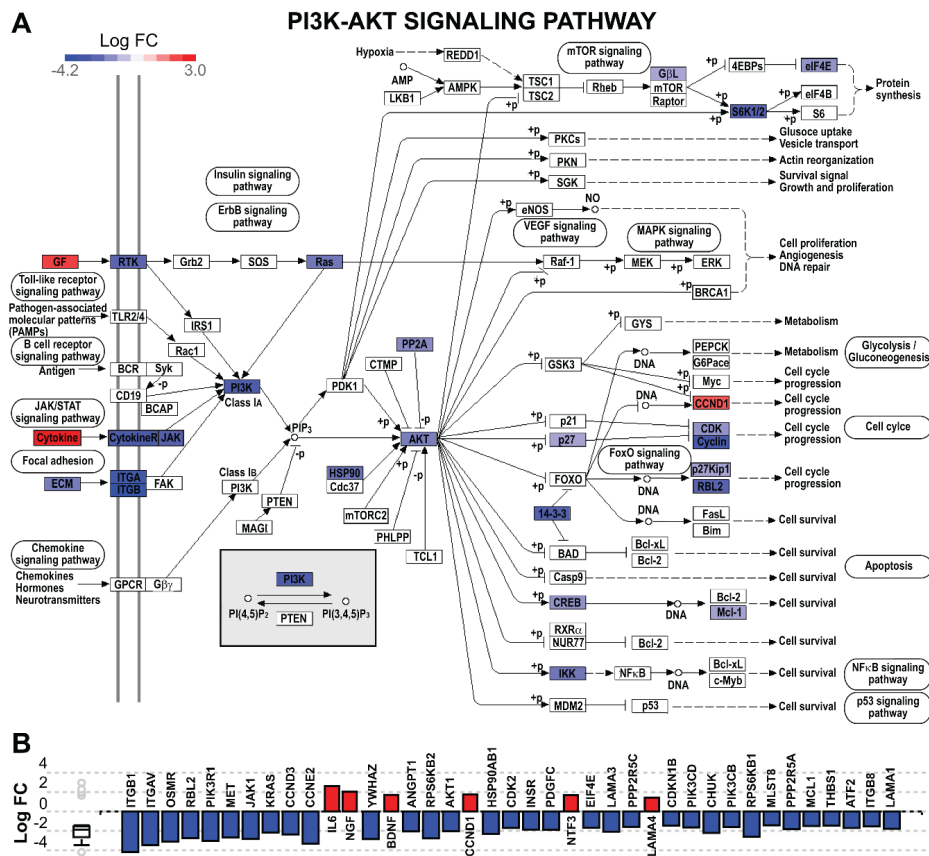 A
PI3K-AKT SIGNALING PATHWAY
Log FC
-4.2
3.0
Hypoxia
REDD1
mTOR signaling
pathway
AMP
LKB1
AMPK
TSC1
TSC2
+p
Rheb
GβL
mTOR
Raptor
+p
4EBPs
eIF4E
Protein
synthesis
+p
S6K1/2
+p
+p
eIF4B
S6
+p
PKCs
Glusoce uptake
Vesicle transport
+p
PKN
Actin reorganization
+p
SGK
Survival signal
Growth and proliferation
Insulin signaling
pathway
ErbB signaling
pathway
+p
eNOS
NO
VEGF signaling
pathway
MAPK signaling
pathway
GF
RTK
Grb2
SOS
Ras
Raf-1
+p
+p
MEK
+p
ERK
Cell proliferation
Angiogenesis
DNA repair
+p
BRCA1
Toll-like receptor
signaling pathway
Pathogen-associated
molecular patterns
(PAMPs)
TLR2/4
IRS1
Rac1
B cell receptor
signaling pathway
Antigen
BCR
Syk
-p
CD19
BCAP
PI3K
Class IA
PDK1
CTMP
PP2A
+p
-p
GYS
+p
Metabolism
+p
GSK3
DNA
PEPCK
G6Pace
Metabolism
Glycolysis /
Gluconeogenesis
+p
Myc
Cell cycle
progression
+p
DNA
CCND1
Cell cycle
progression
JAK/STAT
signaling pathway
Cytokine
CytokineR
JAK
PIP3
AKT
+p
p21
+p
p27
CDK
Cyclin
Cell cycle
progression
Cell cylce
Focal adhesion
ECM
ITGA
ITGB
FAK
Class IB
PI3K
-p
PTEN
MAGI
HSP90
Cdc37
+p
-p
mTORC2
PHLPP
TCL1
FoxO signaling
pathway
+p
FOXO
DNA
p27Kip1
RBL2
Cell cycle
progression
14-3-3
DNA
FasL
Bim
Cell survival
Chemokine
signaling pathway
Chemokines
Hormones
Neurotransmitters
GPCR
Gβγ
PI3K
PI(4,5)P2
PI(3,4,5)P3
PTEN
+p
BAD
Bcl-xL
Bcl-2
Cell survival
Apoptosis
+p
Casp9
Cell survival
+p
CREB
DNA
Bcl-2
Mcl-1
Cell survival
+p
RXRα
NUR77
Bcl-2
Cell survival
+p
IKK
NFκB
DNA
Bcl-xL
c-Myb
Cell survival
NFκB signaling
pathway
+p
MDM2
p53
Cell survival
p53 signaling
pathway
B
Log FC
4
2
0
-2
-4
ITGB1
ITGAV
OSMR
RBL2
PIK3R1
MET
JAK1
KRAS
CCND3
CCNE2
IL6
NGF
YWHAZ
BDNF
ANGPT1
RPS6KB2
AKT1
CCND1
HSP90AB1
CDK2
INSR
PDGFC
NTF3
EIF4E
LAMA3
PPP2R5C
LAMA4
CDKN1B
PIK3CD
CHUK
PIK3CB
RPS6KB1
MLST8
PPP2R5A
MCL1
THBS1
ATF2
ITGB8
LAMA1